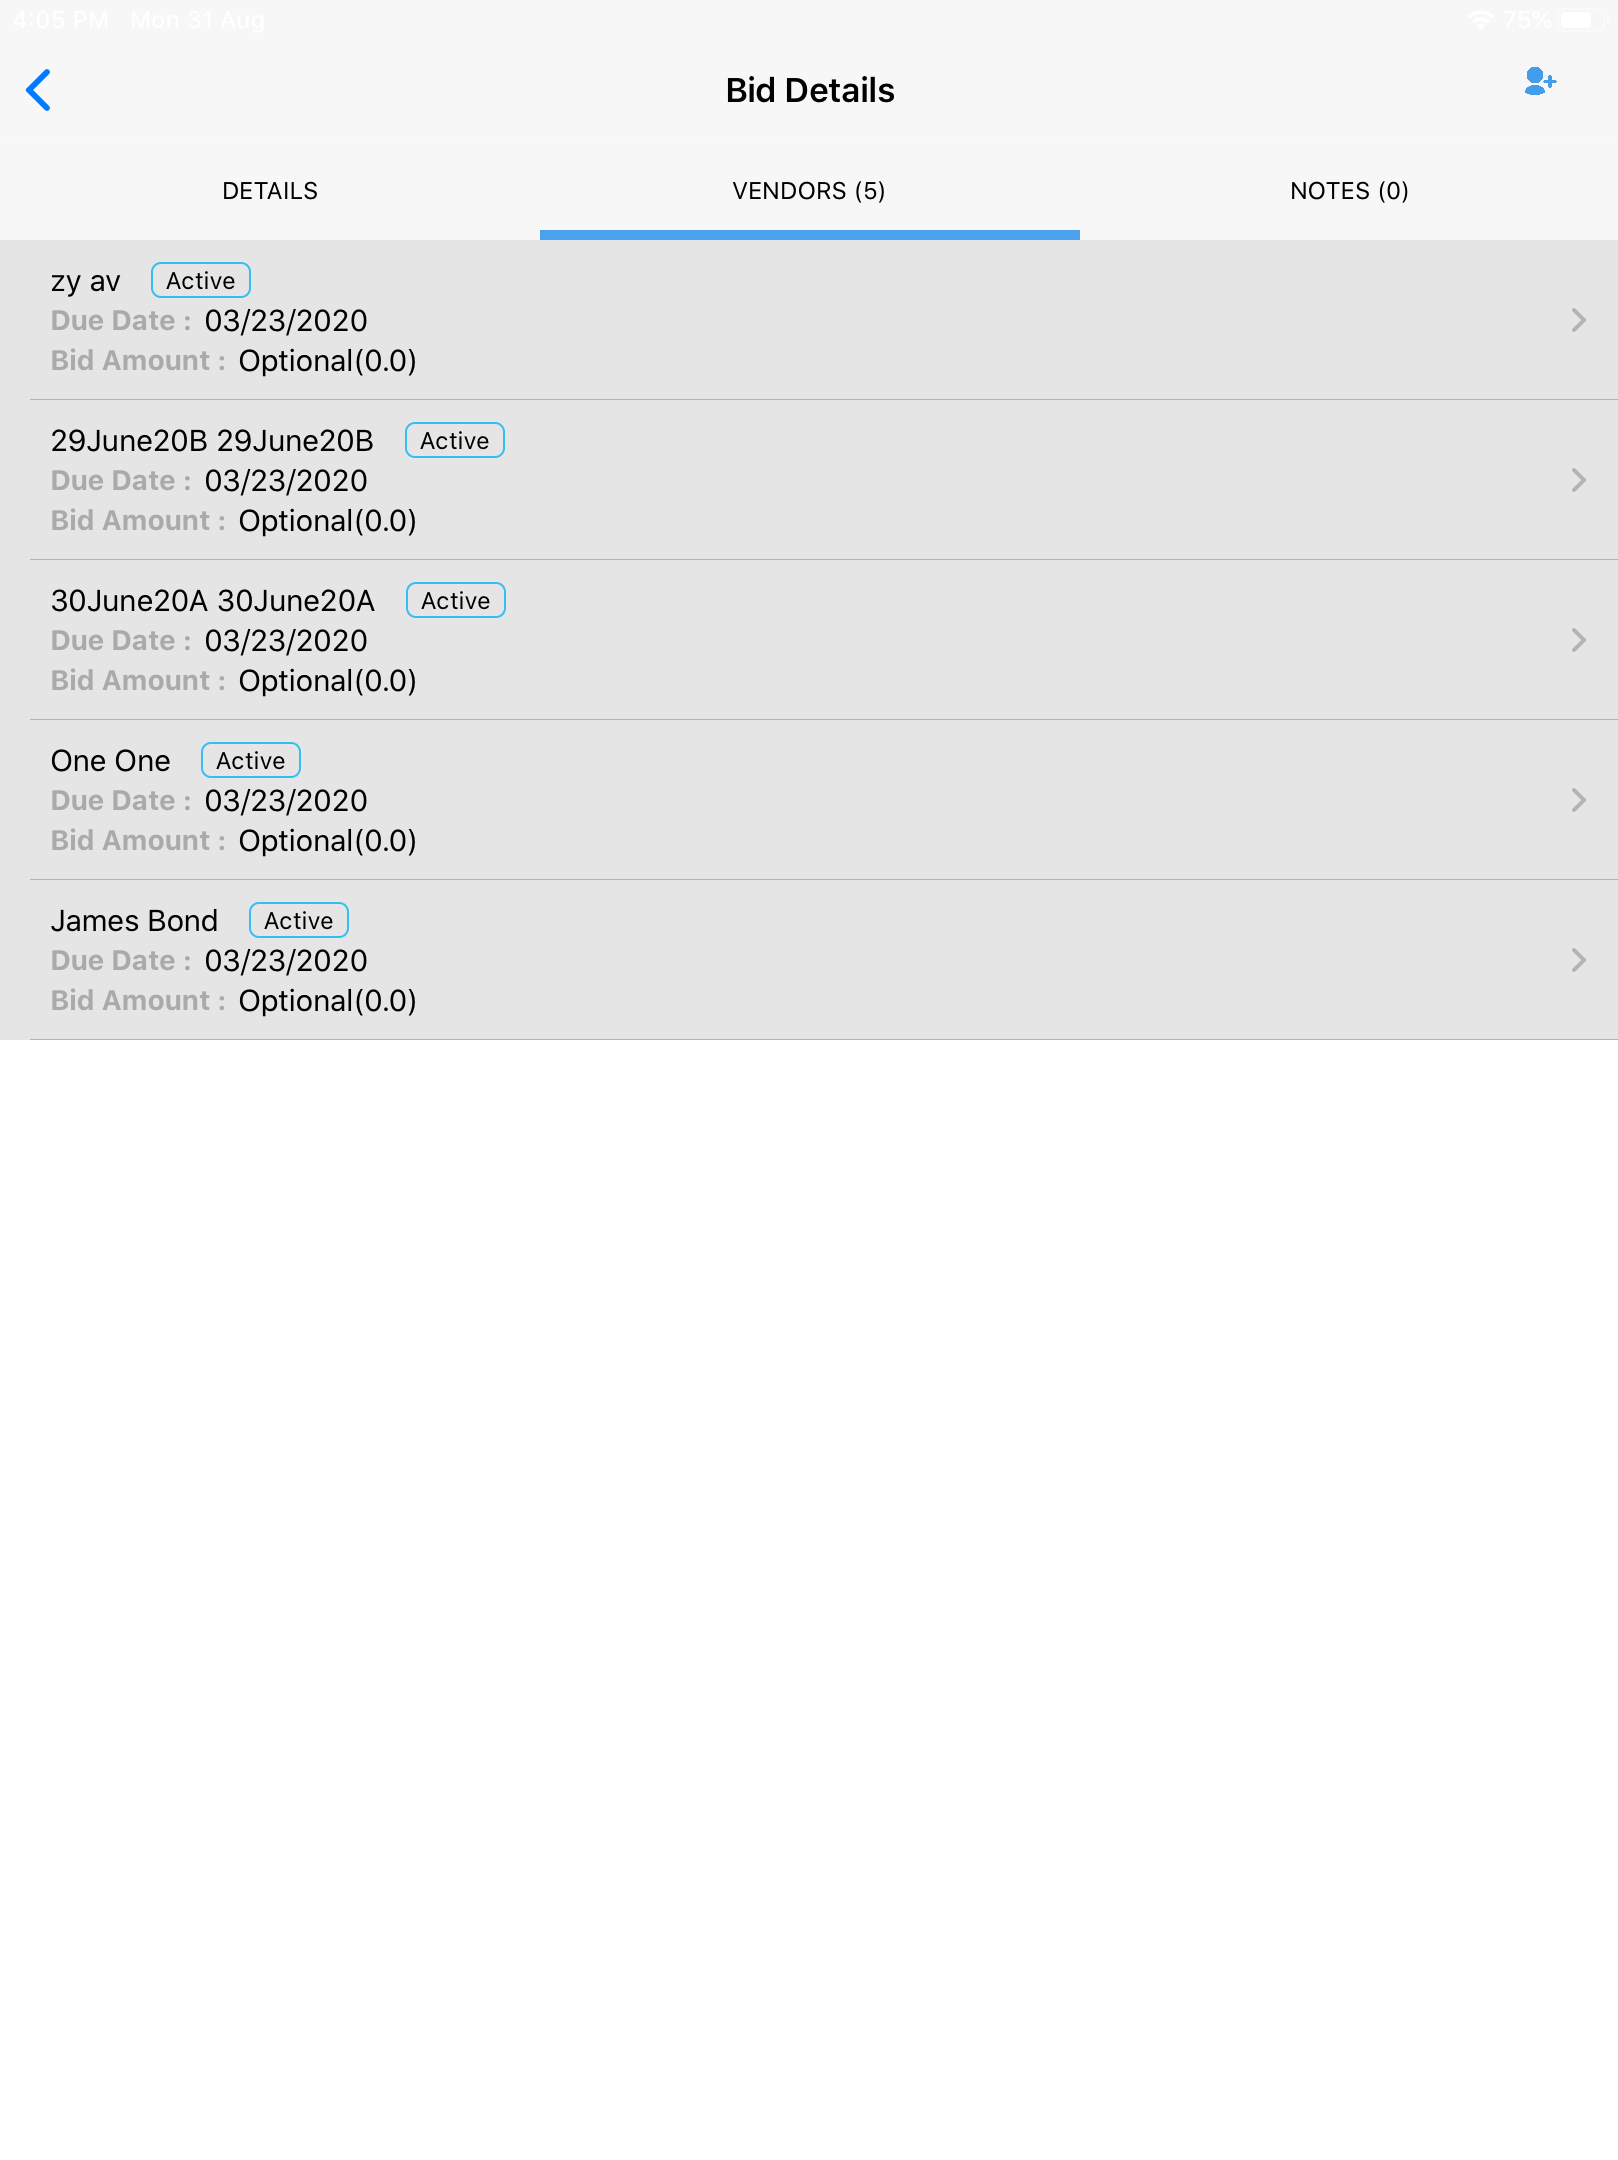 4:05 PM Mon 31 Aug 75%
Bid Details
DETAILS VENDORS (5) NOTES (0)
zy av Active
Due Date : 03/23/2020
Bid Amount : Optional(0.0)
29June20B 29June20B Active
Due Date : 03/23/2020
Bid Amount : Optional(0.0)
30June20A 30June20A Active
Due Date : 03/23/2020
Bid Amount : Optional(0.0)
One One Active
Due Date : 03/23/2020
Bid Amount : Optional(0.0)
James Bond Active
Due Date : 03/23/2020
Bid Amount : Optional(0.0)